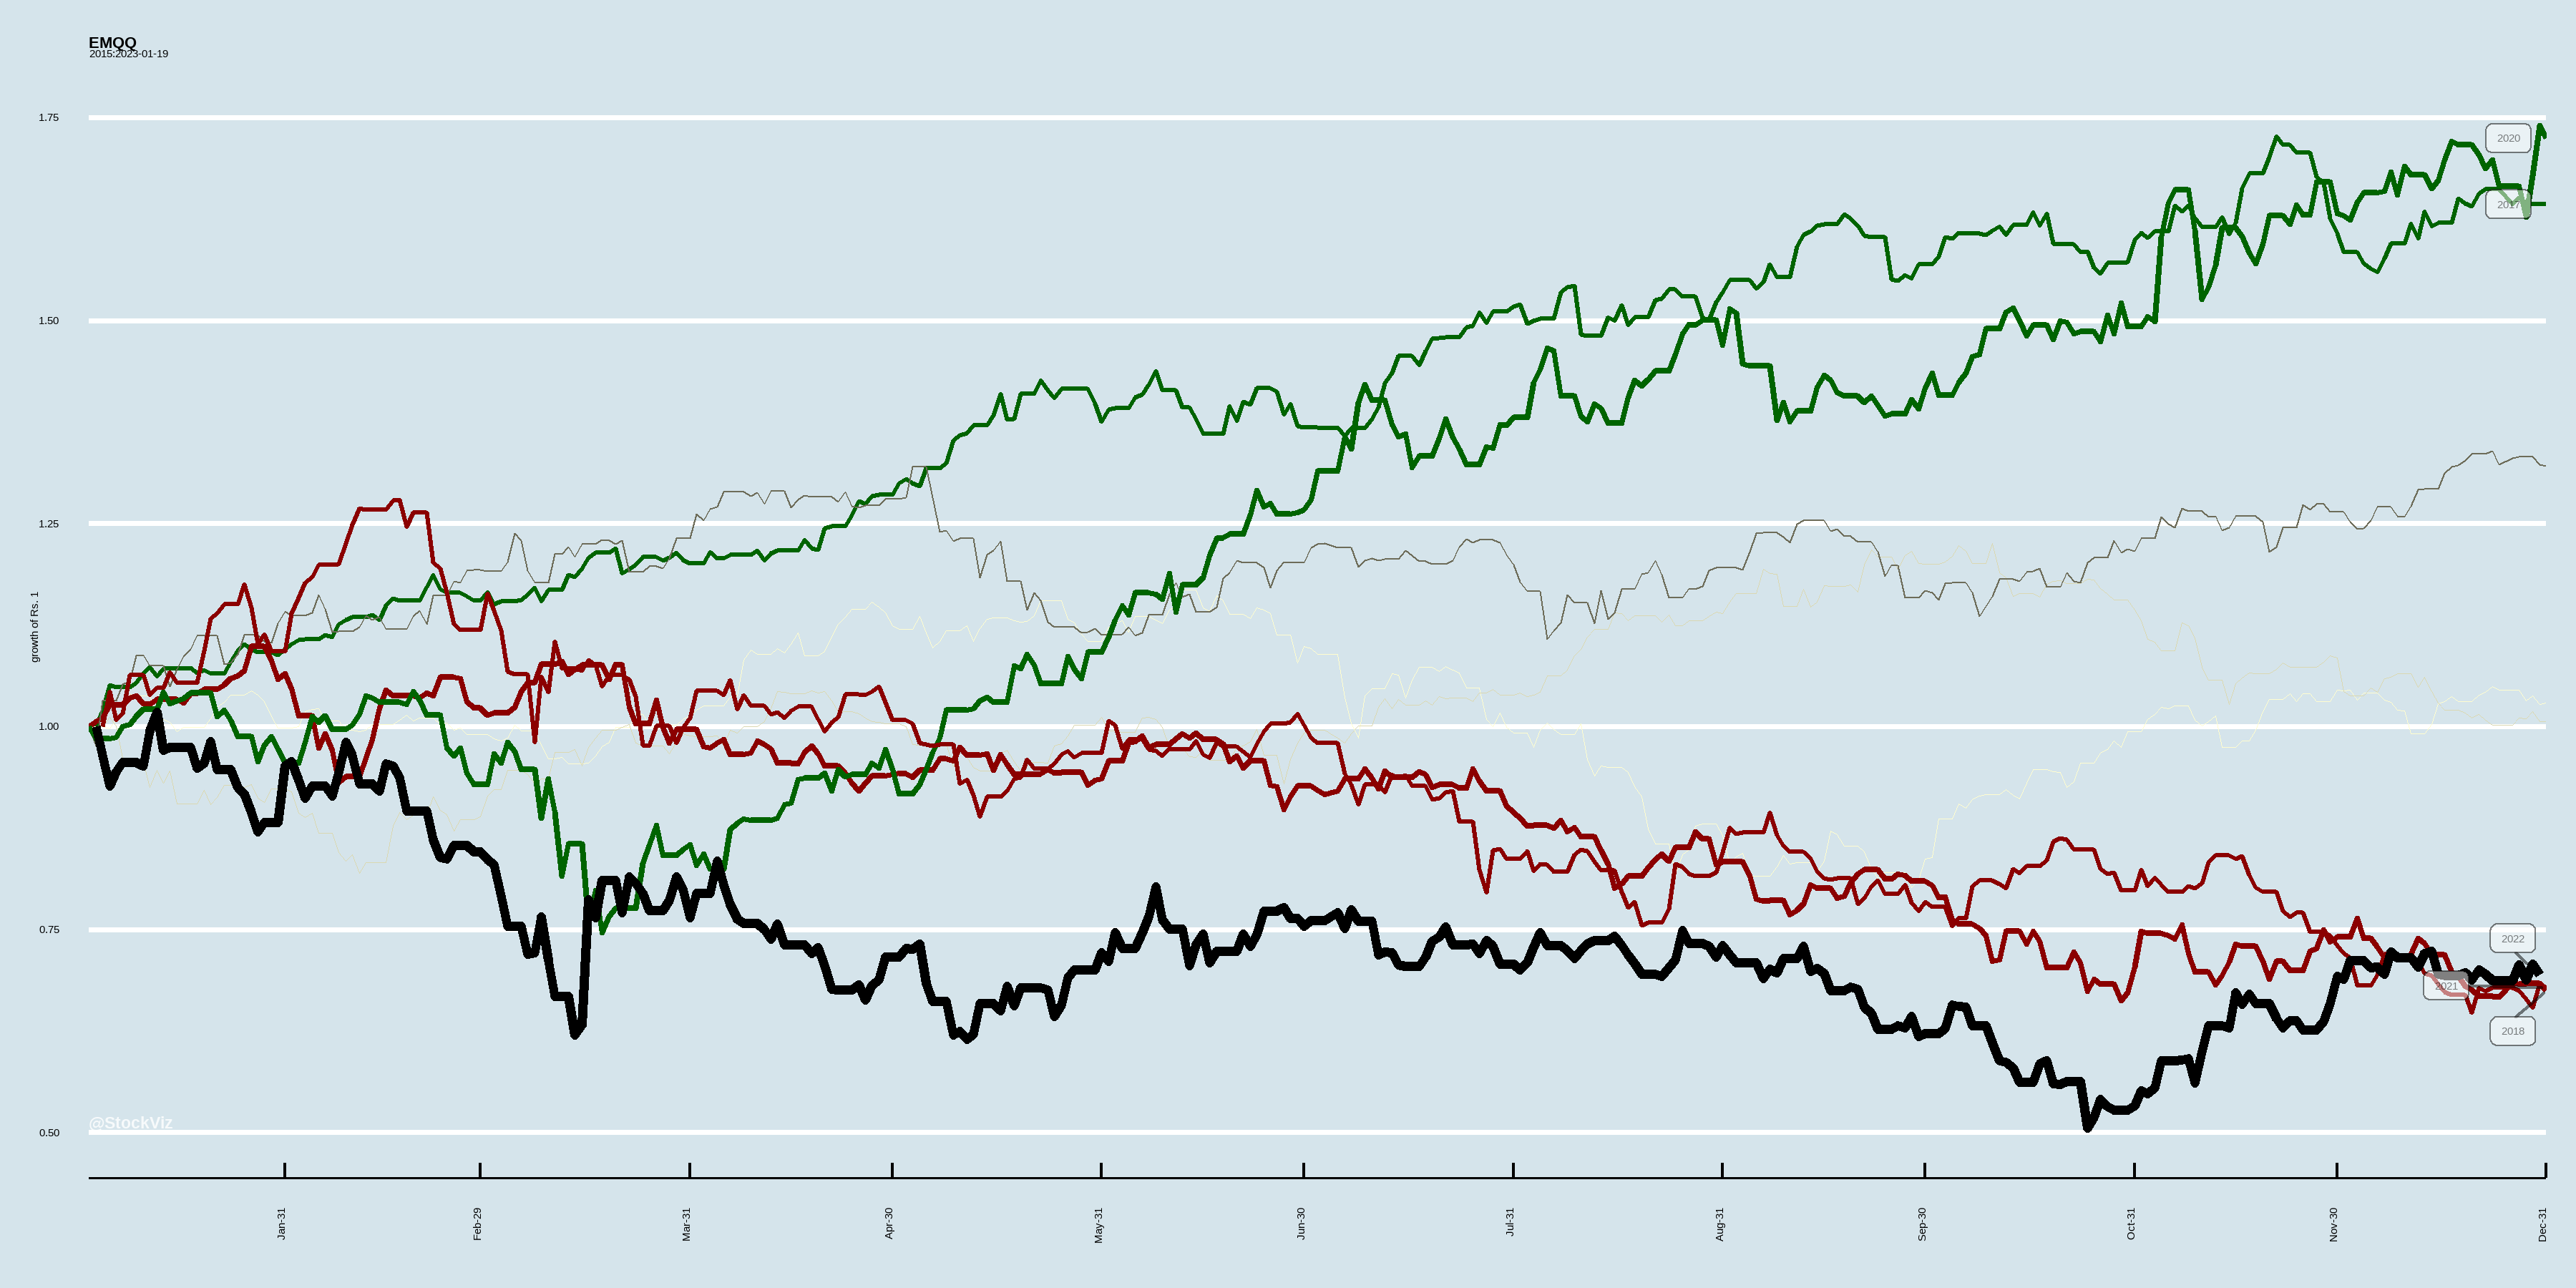 EMQQ
2015:2023-01-19
1.75
1.50
1.25
1.00
0.75
0.50
growth of Rs. 1
2020
2017
2022
2021
2018
@StockViz
Jan-31
Feb-29
Mar-31
Apr-30
May-31
Jun-30
Jul-31
Aug-31
Sep-30
Oct-31
Nov-30
Dec-31